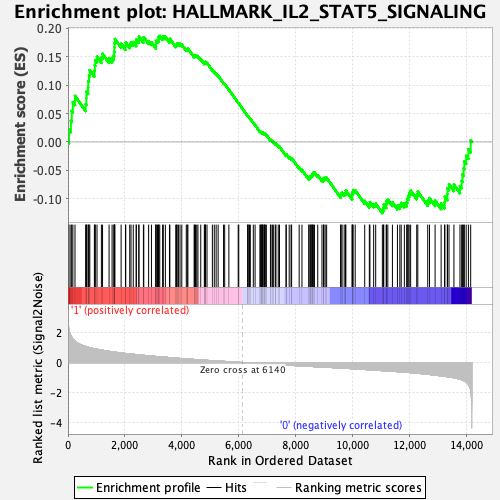 Enrichment plot: HALLMARK_IL2_STAT5_SIGNALING
Enrichment score (ES)
0.20
0.15
0.10
0.05
0.00
-0.05
-0.10
'1' (positively correlated)
Ranked list metric (Signal2Noise)
2
0
-2
-4
Zero cross at 6140
'0' (negatively correlated)
0
2,000
4,000
6,000
8,000
10,000
12,000
14,000
Rank in Ordered Dataset
Enrichment profile
Hits
Ranking metric scores